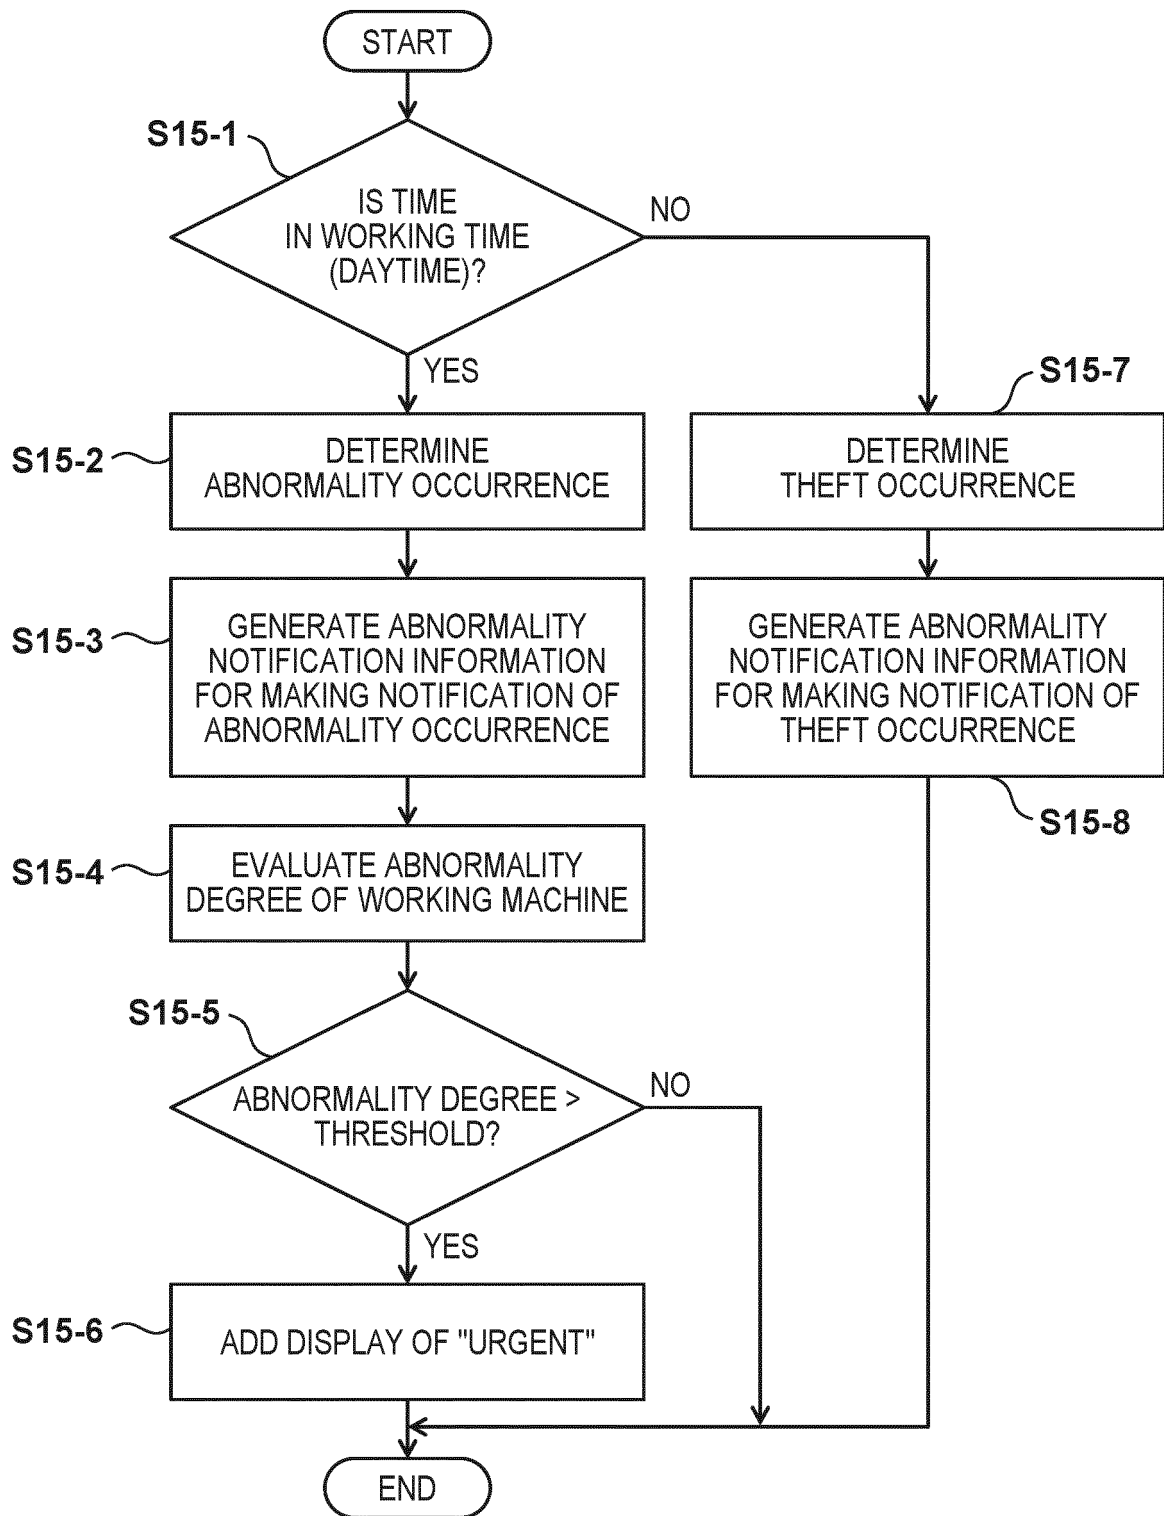 START
S15-1
IS TIME
IN WORKING TIME
(DAYTIME)?
NO
YES
S15-2
DETERMINE
ABNORMALITY OCCURRENCE
S15-7
DETERMINE
THEFT OCCURRENCE
S15-3
GENERATE ABNORMALITY
NOTIFICATION INFORMATION
FOR MAKING NOTIFICATION OF
ABNORMALITY OCCURRENCE
GENERATE ABNORMALITY
NOTIFICATION INFORMATION
FOR MAKING NOTIFICATION OF
THEFT OCCURRENCE
S15-8
S15-4
EVALUATE ABNORMALITY
DEGREE OF WORKING MACHINE
S15-5
ABNORMALITY DEGREE >
THRESHOLD?
NO
YES
S15-6
ADD DISPLAY OF "URGENT"
END